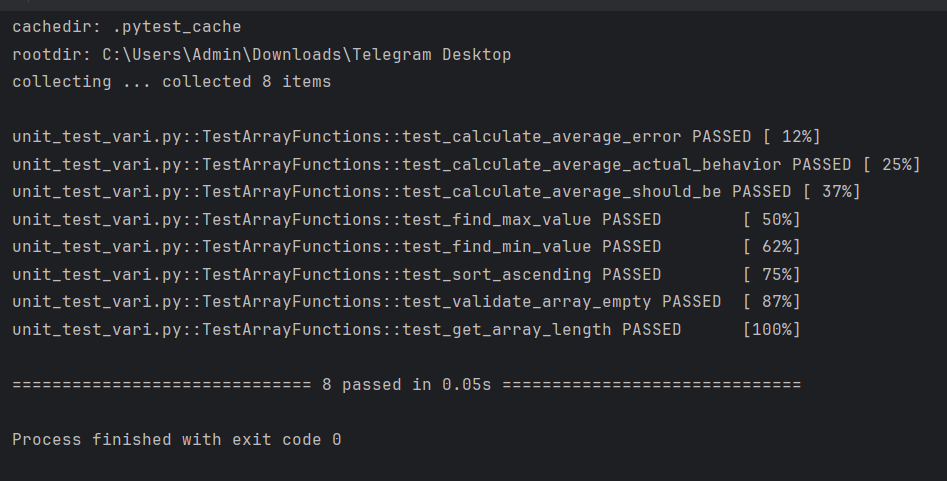 cachedir: .pytest_cache
rootdir: C:\Users\Admin\Downloads\Telegram Desktop
collecting ... collected 8 items
unit_test_vari.py::TestArrayFunctions::test_calculate_average_error PASSED [ 12%]
unit_test_vari.py::TestArrayFunctions::test_calculate_average_actual_behavior PASSED [ 25%]
unit_test_vari.py::TestArrayFunctions::test_calculate_average_should_be PASSED [ 37%]
unit_test_vari.py::TestArrayFunctions::test_find_max_value PASSED        [ 50%]
unit_test_vari.py::TestArrayFunctions::test_find_min_value PASSED        [ 62%]
unit_test_vari.py::TestArrayFunctions::test_sort_ascending PASSED        [ 75%]
unit_test_vari.py::TestArrayFunctions::test_validate_array_empty PASSED  [ 87%]
unit_test_vari.py::TestArrayFunctions::test_get_array_length PASSED      [100%]
============================== 8 passed in 0.05s ==============================
Process finished with exit code 0